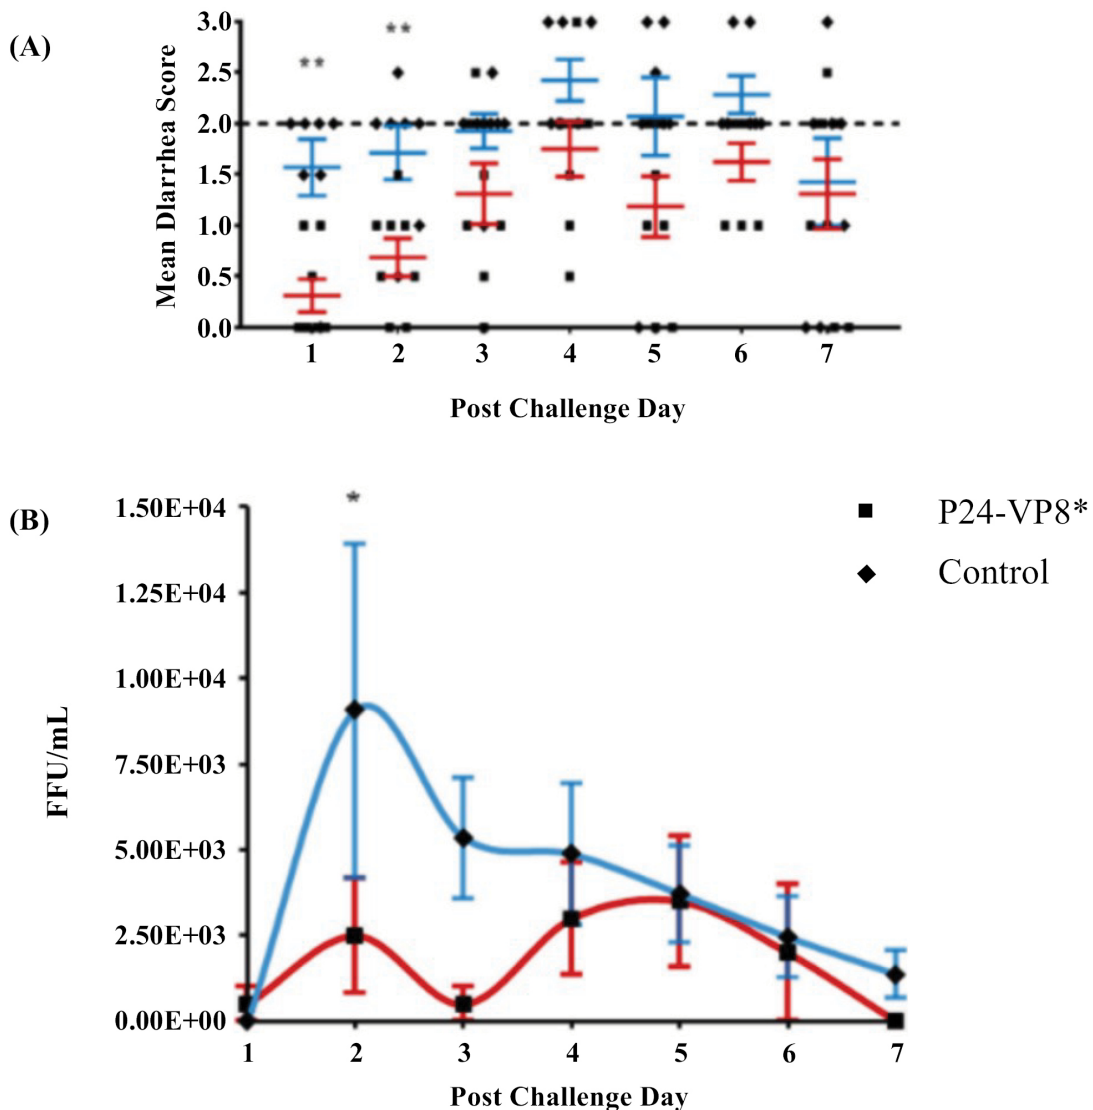 (A)
Mean DIarrhea Score
3.0
2.5
2.0
1.5
1.0
0.5
0.0
**
**
1 2 3 4 5 6 7
Post Challenge Day
(B)
FFU/mL
1.50E+04
1.25E+04
1.00E+04
7.50E+03
5.00E+03
2.50E+03
0.00E+00
*
P24-VP8*
Control
1 2 3 4 5 6 7
Post Challenge Day